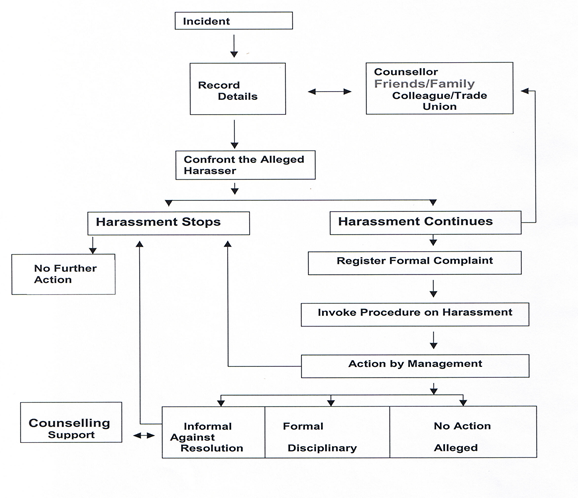 Incident
Record
Details
Counsellor
Friends/Family
Colleague/Trade
Union
Confront the Alleged
Harasser
Harassment Stops
Harassment Continues
No Further
Action
Register Formal Complaint
Invoke Procedure on Harassment
Action by Management
Counselling
Support
Informal
Against
Resolution
Formal
Disciplinary
No Action
Alleged